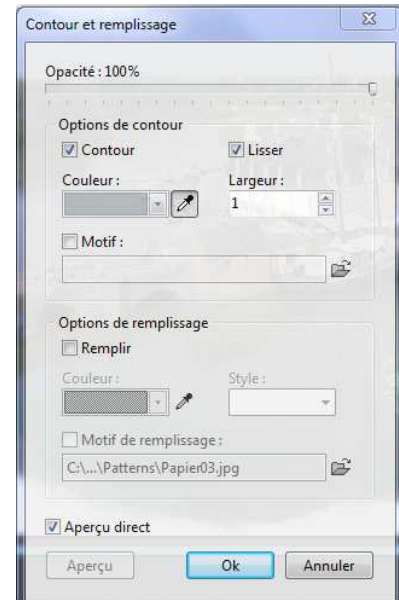 Contour et remplissage
Opacité : 100%
Options de contour
Contour Lisser
Couleur : Largeur :
1
Motif :
Options de remplissage
Remplir
Couleur : Style :
Motif de remplissage :
C:\...\Patterns\Papier03.jpg
Aperçu direct
Aperçu Ok Annuler